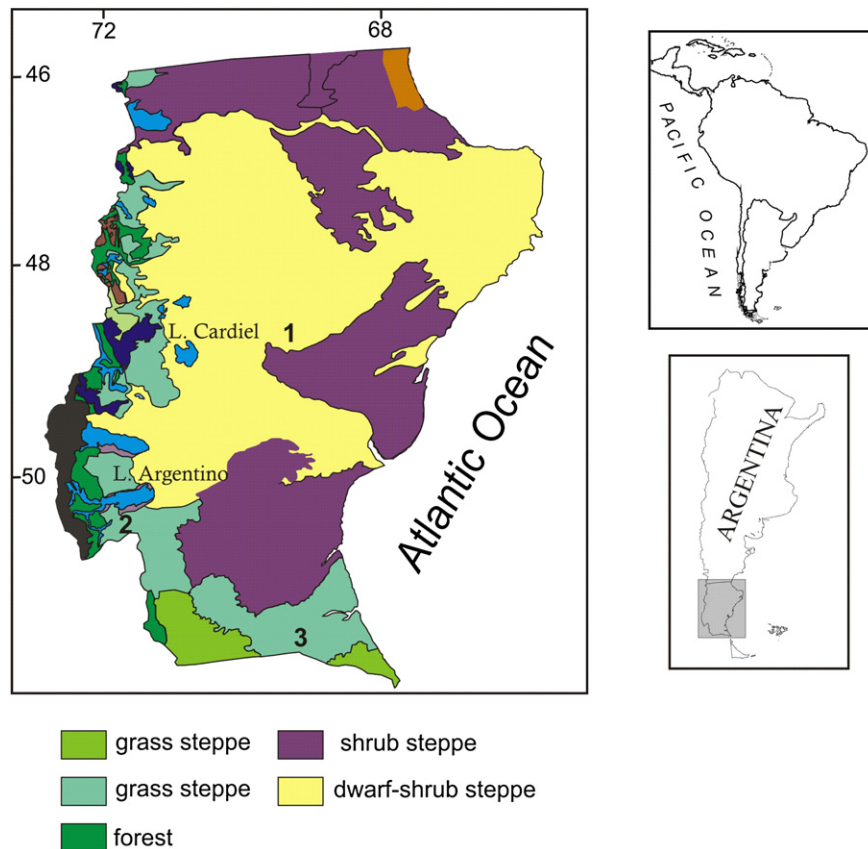 72
68
46
48
50
L. Cardiel
1
L. Argentino
2
3
Atlantic Ocean
PACIFIC OCEAN
ARGENTINA
grass steppe
shrub steppe
grass steppe
dwarf-shrub steppe
forest